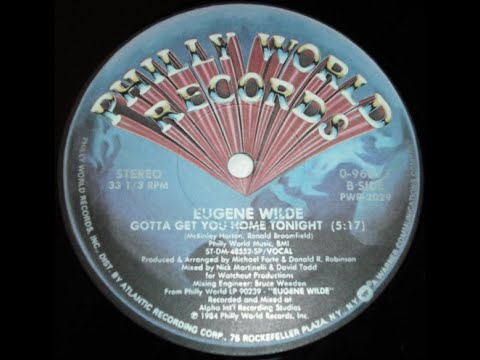 PHILLY WORLD
RECORDS
STEREO
33 1/3 RPM
B SIDE
PWR-2029
EUGENE WILDE
GOTTA GET YOU HOME TONIGHT (5:17)
(McKinley Horton, Ronald Broomfield)
Philly World Music, BMI
ST-DM-68552-SP/VOCAL
Produced & Arranged by Michael Forte & Donald R. Robinson
Mixed by Nick Martinelli & David Todd
for Watchout Productions
Mixing Engineer: Bruce Weeden
From Philly World LP 90239 - "EUGENE WILDE"
Recorded and Mixed at
Alpha Int'l Recording Studios
℗ 1984 Philly World Records, Inc.
PHILLY WORLD RECORDS, INC. DIST. BY ATLANTIC RECORDING CORP., 75 ROCKEFELLER PLAZA, N.Y., N.Y. A WARNER COMMUNICATIONS